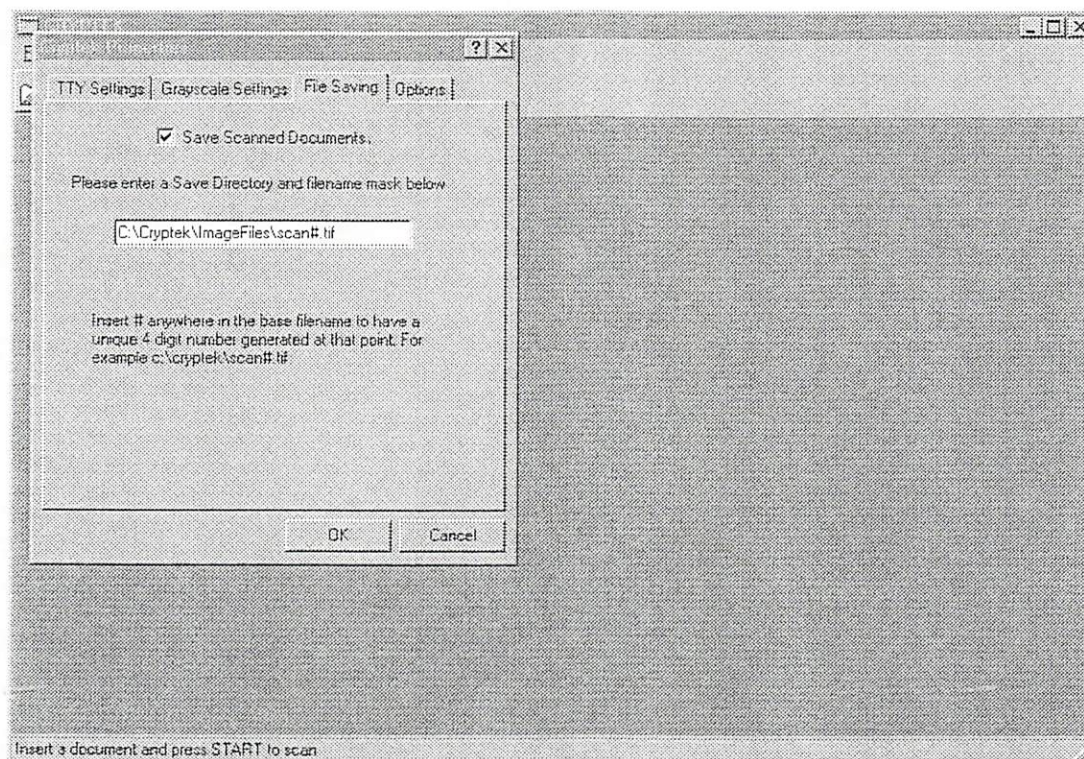 Properties
TTY Settings Grayscale Settings File Saving Options
Save Scanned Documents.
Please enter a Save Directory and filename mask below
C:\Cryptek\ImageFiles\scan#.tif
Insert # anywhere in the base filename to have a
unique 4 digit number generated at that point. For
example c:\cryptek\scan#.tif
OK Cancel
Insert a document and press START to scan